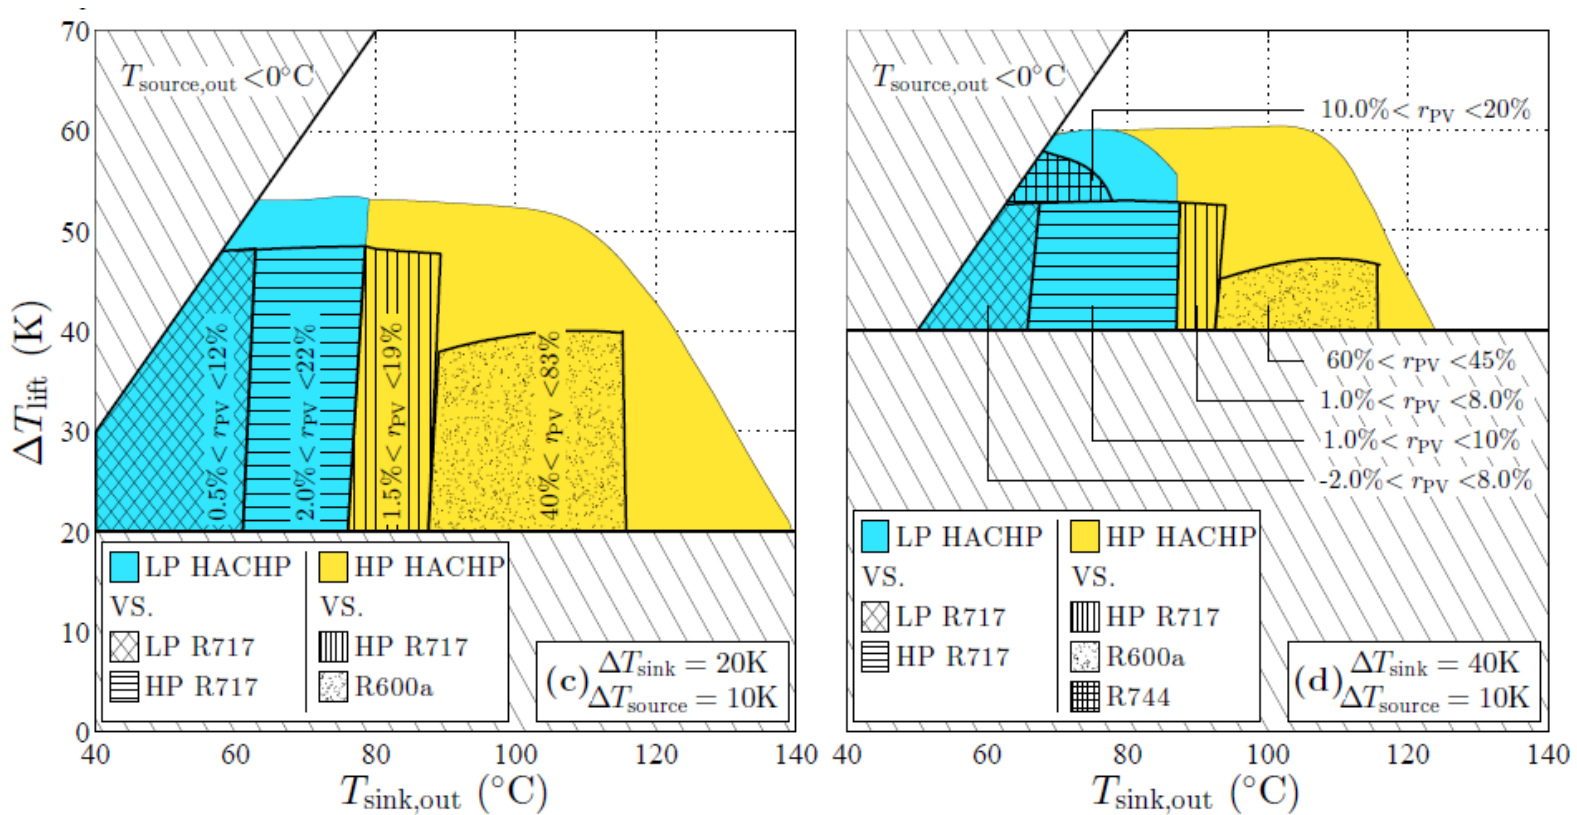 70
60
50
40
30
20
10
0
ΔT_lift (K)
T_source,out <0°C
0.5%< r_PV <12%
2.0%< r_PV <22%
1.5%< r_PV <19%
40%< r_PV <83%
LP HACHP
VS.
LP R717
HP R717
HP HACHP
VS.
HP R717
R600a
(c) ΔT_sink = 20K
ΔT_source = 10K
40 60 80 100 120 140
T_sink,out (°C)
T_source,out <0°C
10.0%< r_PV <20%
60%< r_PV <45%
1.0%< r_PV <8.0%
1.0%< r_PV <10%
-2.0%< r_PV <8.0%
LP HACHP
VS.
LP R717
HP R717
HP HACHP
VS.
HP R717
R600a
R744
(d) ΔT_sink = 40K
ΔT_source = 10K
40 60 80 100 120 140
T_sink,out (°C)